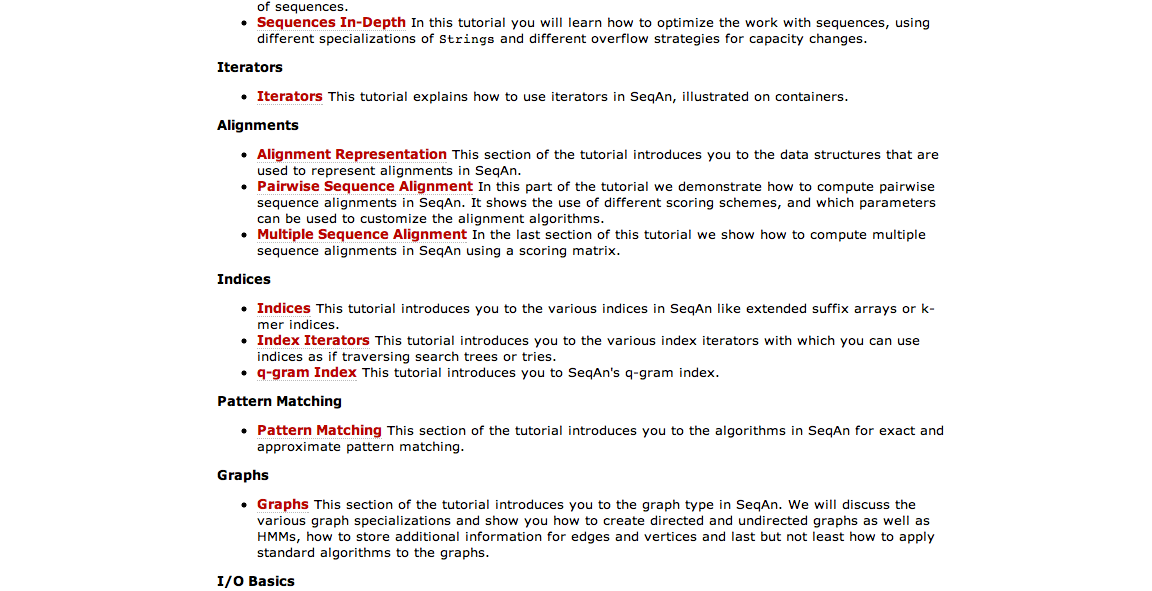 of sequences.
Sequences In-Depth In this tutorial you will learn how to optimize the work with sequences, using
different specializations of Strings and different overflow strategies for capacity changes.
Iterators
Iterators This tutorial explains how to use iterators in SeqAn, illustrated on containers.
Alignments
Alignment Representation This section of the tutorial introduces you to the data structures that are
used to represent alignments in SeqAn.
Pairwise Sequence Alignment In this part of the tutorial we demonstrate how to compute pairwise
sequence alignments in SeqAn. It shows the use of different scoring schemes, and which parameters
can be used to customize the alignment algorithms.
Multiple Sequence Alignment In the last section of this tutorial we show how to compute multiple
sequence alignments in SeqAn using a scoring matrix.
Indices
Indices This tutorial introduces you to the various indices in SeqAn like extended suffix arrays or k-
mer indices.
Index Iterators This tutorial introduces you to the various index iterators with which you can use
indices as if traversing search trees or tries.
q-gram Index This tutorial introduces you to SeqAn's q-gram index.
Pattern Matching
Pattern Matching This section of the tutorial introduces you to the algorithms in SeqAn for exact and
approximate pattern matching.
Graphs
Graphs This section of the tutorial introduces you to the graph type in SeqAn. We will discuss the
various graph specializations and show you how to create directed and undirected graphs as well as
HMMs, how to store additional information for edges and vertices and last but not least how to apply
standard algorithms to the graphs.
I/O Basics